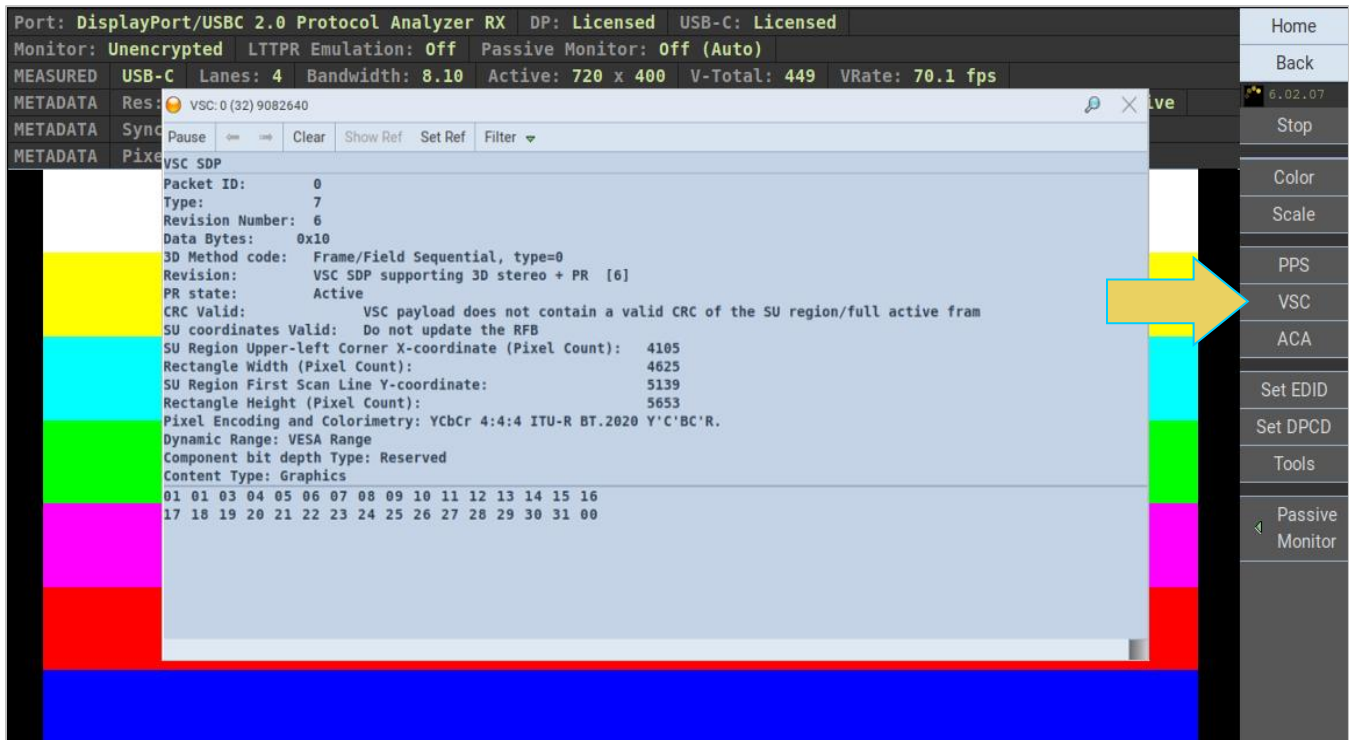 Port: DisplayPort/USBC 2.0 Protocol Analyzer RX DP: Licensed USB-C: Licensed
Monitor: Unencrypted LTTPR Emulation: Off Passive Monitor: Off (Auto)
MEASURED USB-C Lanes: 4 Bandwidth: 8.10 Active: 720 x 400 V-Total: 449 VRate: 70.1 fps
METADATA Res:
METADATA Sync
METADATA Pixe
VSC: 0 (32) 9082640
Pause Clear Show Ref Set Ref Filter
VSC SDP
Packet ID: 0
Type: 7
Revision Number: 6
Data Bytes: 0x10
3D Method code: Frame/Field Sequential, type=0
Revision: VSC SDP supporting 3D stereo + PR [6]
PR state: Active
CRC Valid: VSC payload does not contain a valid CRC of the SU region/full active fram
SU coordinates Valid: Do not update the RFB
SU Region Upper-left Corner X-coordinate (Pixel Count): 4105
Rectangle Width (Pixel Count): 4625
SU Region First Scan Line Y-coordinate: 5139
Rectangle Height (Pixel Count): 5653
Pixel Encoding and Colorimetry: YCbCr 4:4:4 ITU-R BT.2020 Y'C'BC'R.
Dynamic Range: VESA Range
Component bit depth Type: Reserved
Content Type: Graphics
01 01 03 04 05 06 07 08 09 10 11 12 13 14 15 16
17 18 19 20 21 22 23 24 25 26 27 28 29 30 31 00
Home
Back
6.02.07
Stop
Color
Scale
PPS
VSC
ACA
Set EDID
Set DPCD
Tools
Passive
Monitor